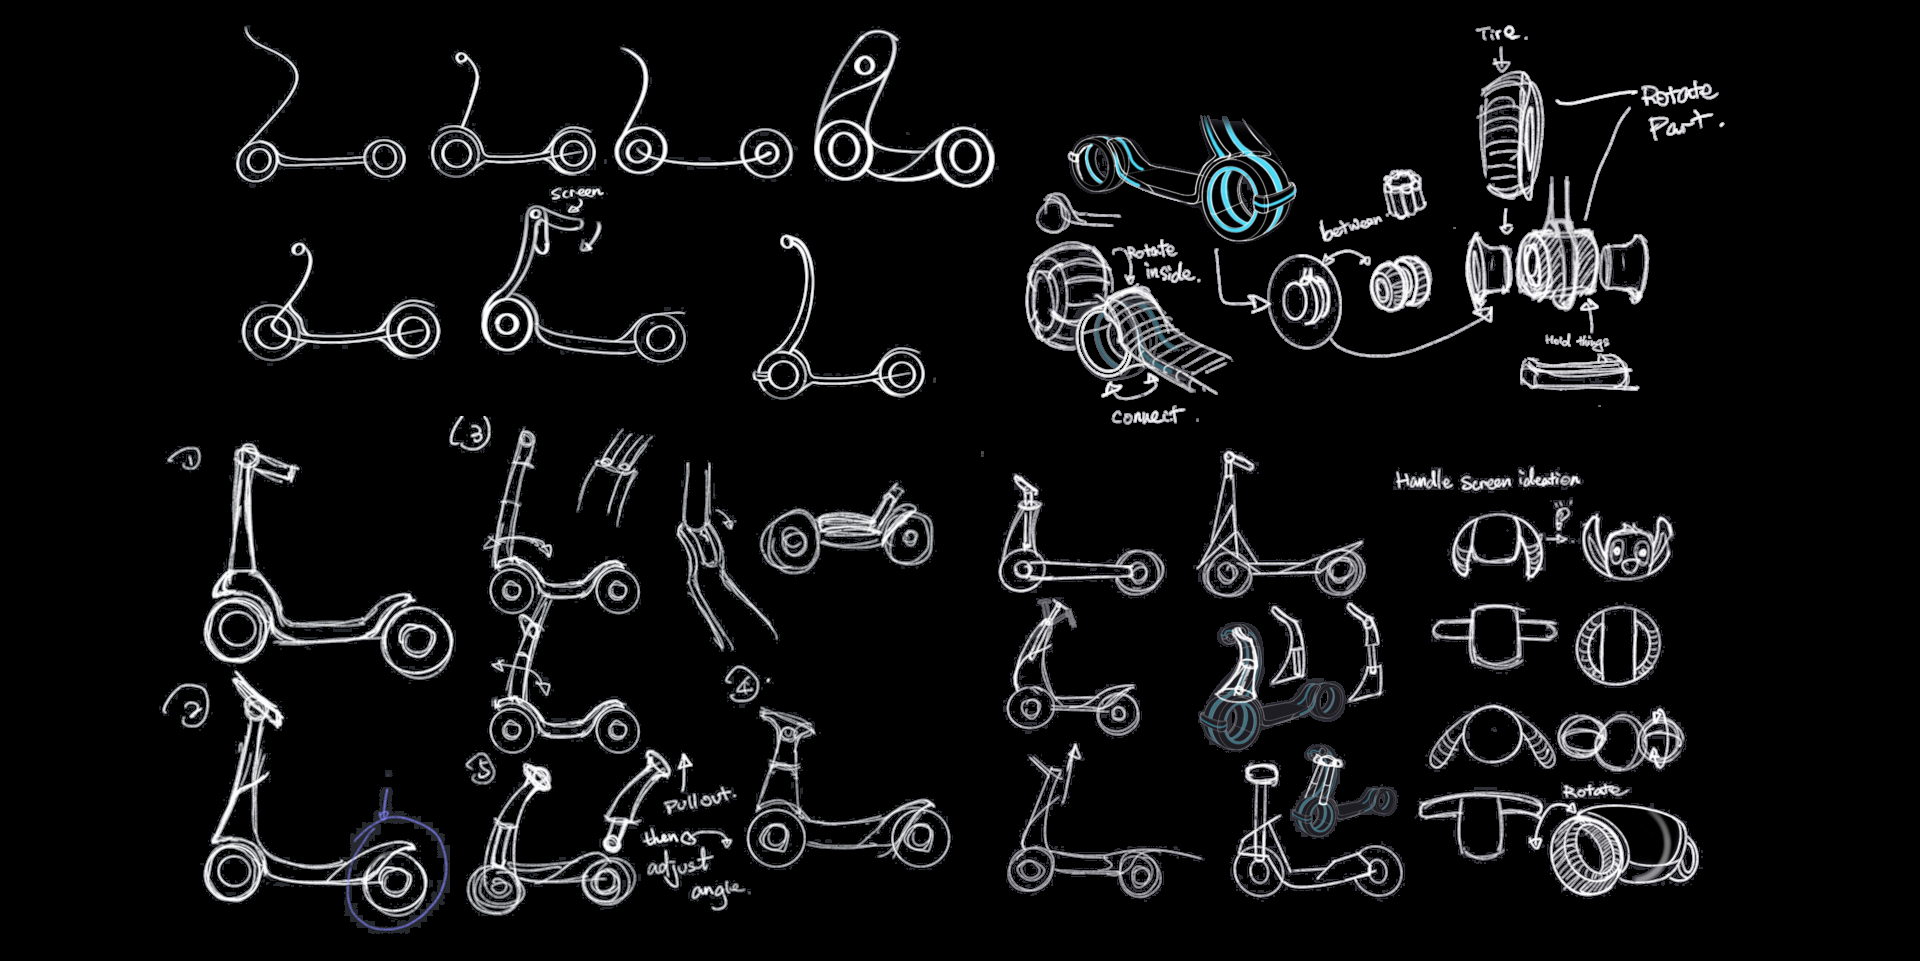 Tire.
Rotate
Part.
Screen
between
Rotate
inside.
Hold things
Connect.
1
(3)
Handle Screen ideation
?
2
4
5
Pull out.
then
adjust
angle.
Rotate